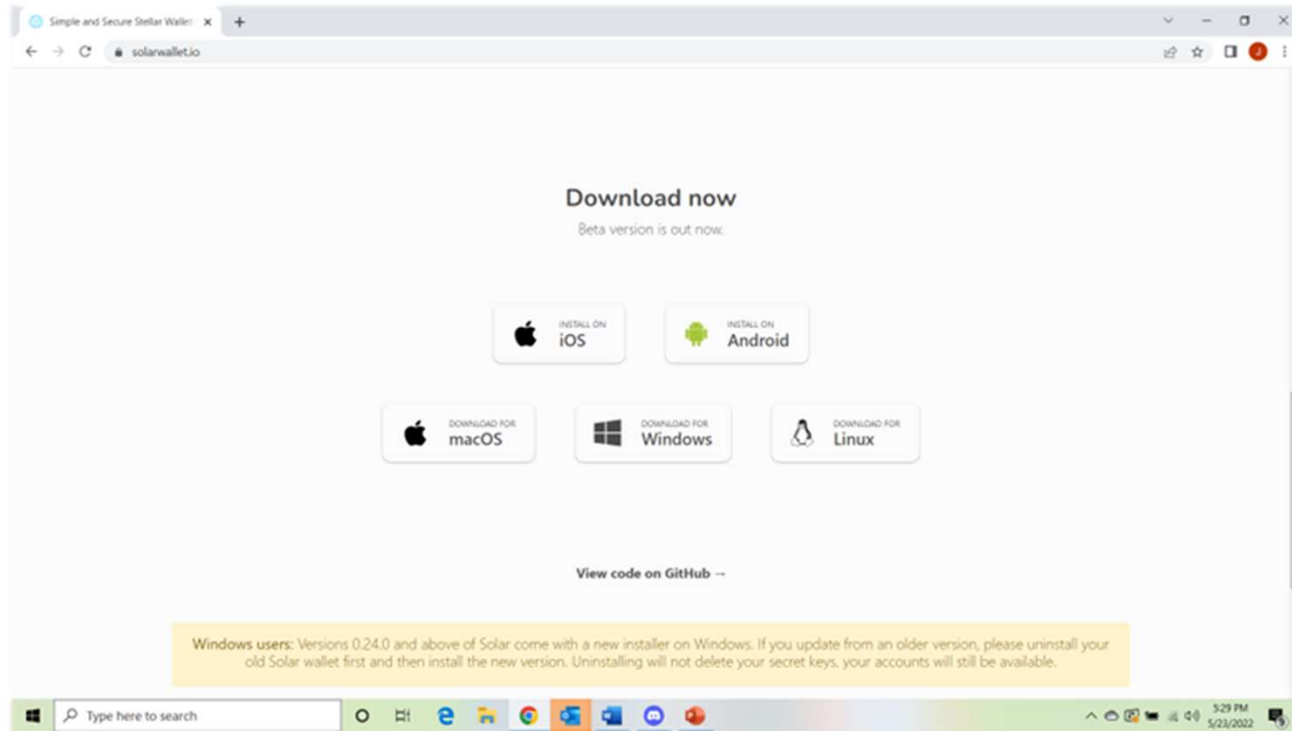 Simple and Secure Stellar Wallet
solarwallet.io
J
Download now
Beta version is out now.
INSTALL ON
iOS
INSTALL ON
Android
DOWNLOAD FOR
macOS
DOWNLOAD FOR
Windows
DOWNLOAD FOR
Linux
View code on GitHub →
Windows users: Versions 0.24.0 and above of Solar come with a new installer on Windows. If you update from an older version, please uninstall your
old Solar wallet first and then install the new version. Uninstalling will not delete your secret keys, your accounts will still be available.
Type here to search
5:29 PM
5/23/2022